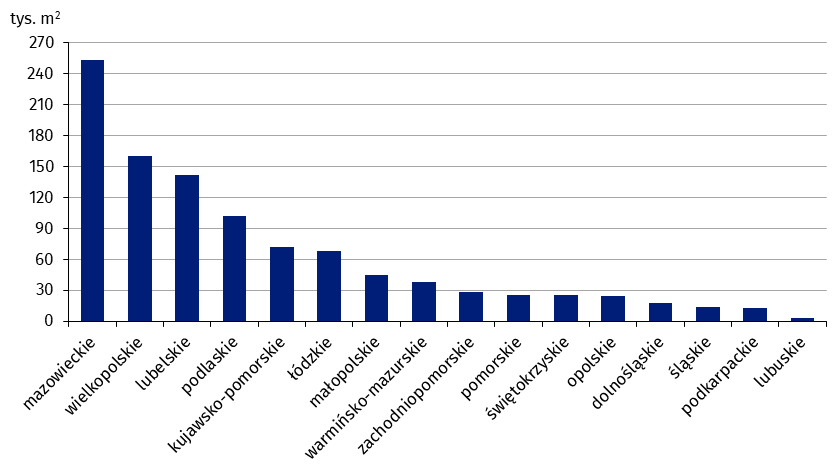 tys. m²
270
240
210
180
150
120
90
60
30
0
mazowieckie
wielkopolskie
lubelskie
podlaskie
kujawsko-pomorskie
łódzkie
małopolskie
warmińsko-mazurskie
zachodniopomorskie
pomorskie
świętokrzyskie
opolskie
dolnośląskie
śląskie
podkarpackie
lubuskie